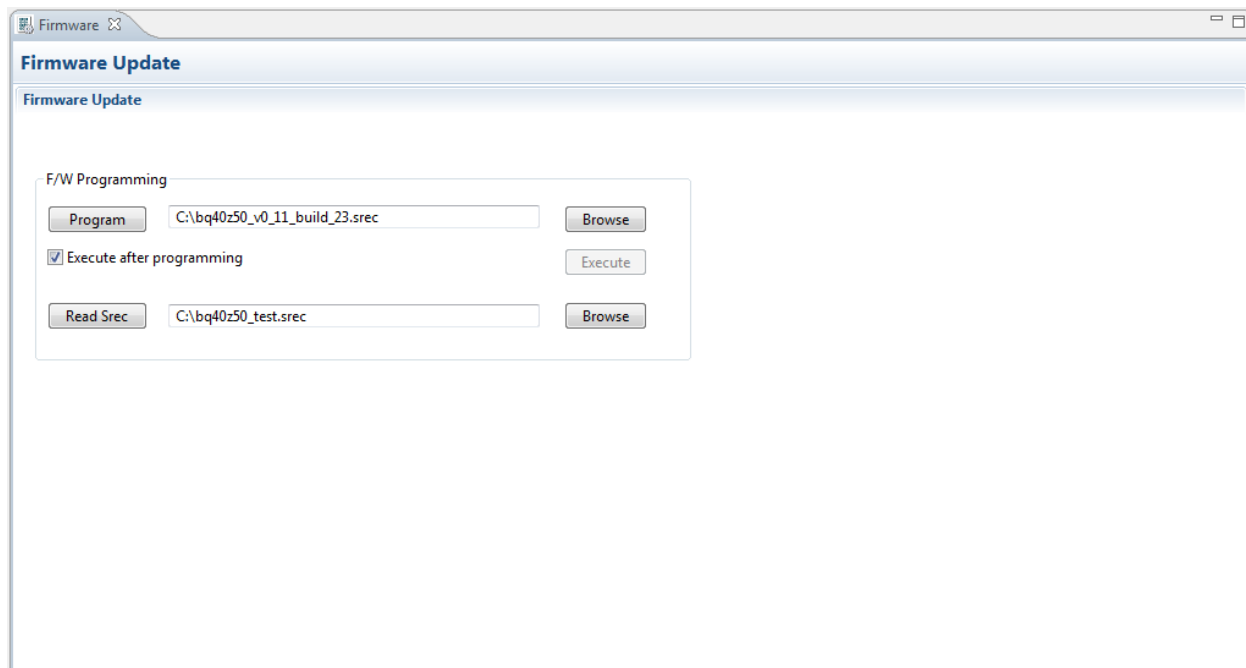 Firmware
Firmware Update
Firmware Update
F/W Programming
Program C:\bq40z50_v0_11_build_23.srec Browse
Execute after programming Execute
Read Srec C:\bq40z50_test.srec Browse